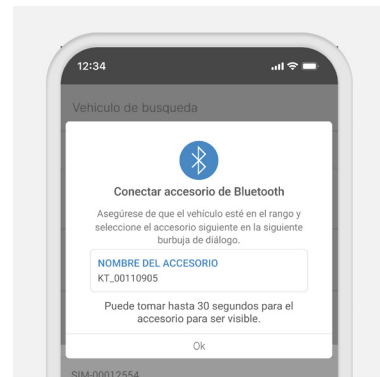 12:34
Vehiculo de busqueda
Conectar accesorio de Bluetooth
Asegúrese de que el vehículo esté en el rango y
seleccione el accesorio siguiente en la siguiente
burbuja de diálogo.
NOMBRE DEL ACCESORIO
KT_00110905
Puede tomar hasta 30 segundos para el
accesorio para ser visible.
Ok
SIM-00012554